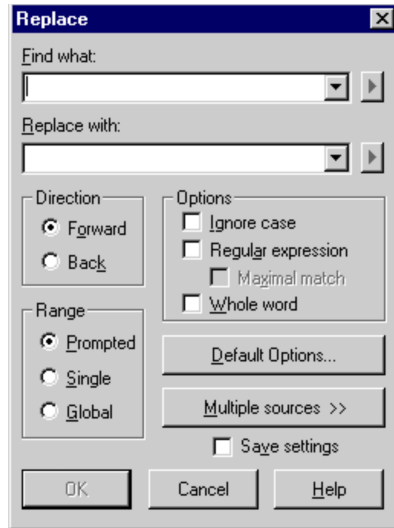 Replace
Find what:
Replace with:
Direction
Forward
Back
Options
Ignore case
Regular expression
Maximal match
Whole word
Range
Prompted
Single
Global
Default Options...
Multiple sources >>
Save settings
OK
Cancel
Help